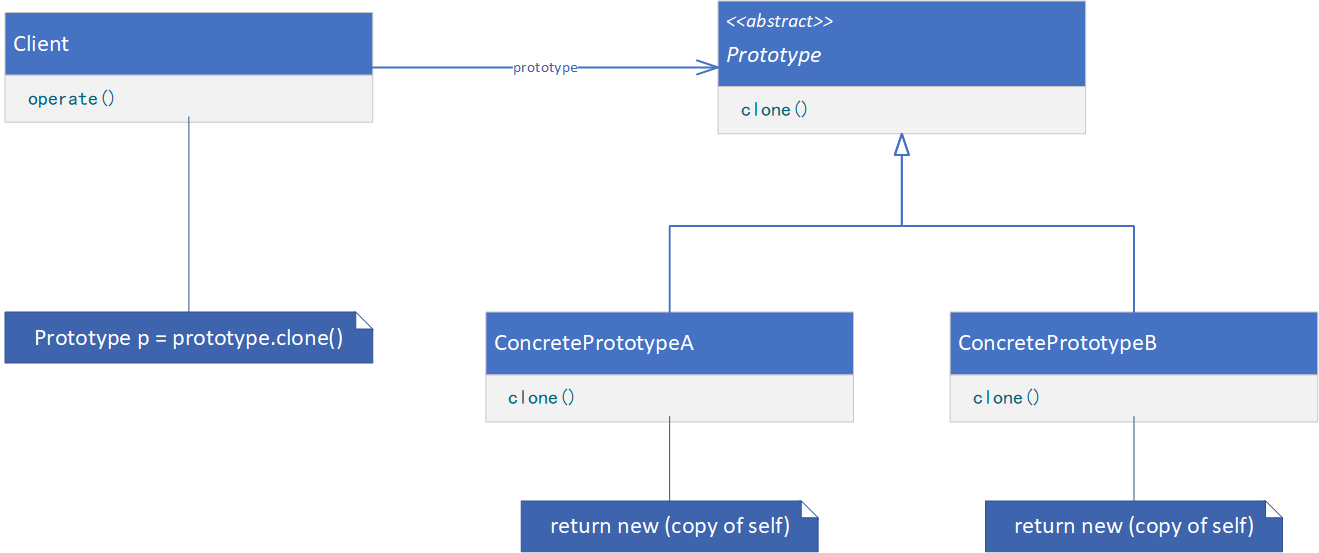 Client
operate()
prototype
<<abstract>>
Prototype
clone()
Prototype p = prototype.clone()
ConcretePrototypeA
clone()
return new (copy of self)
ConcretePrototypeB
clone()
return new (copy of self)